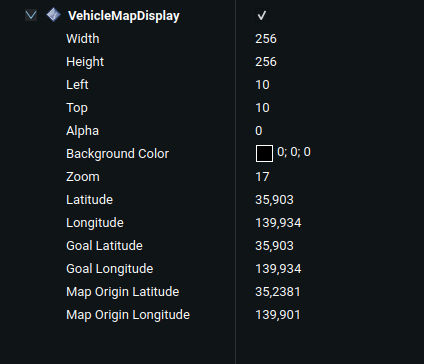 VehicleMapDisplay
Width 256
Height 256
Left 10
Top 10
Alpha 0
Background Color 0; 0; 0
Zoom 17
Latitude 35,903
Longitude 139,934
Goal Latitude 35,903
Goal Longitude 139,934
Map Origin Latitude 35,2381
Map Origin Longitude 139,901